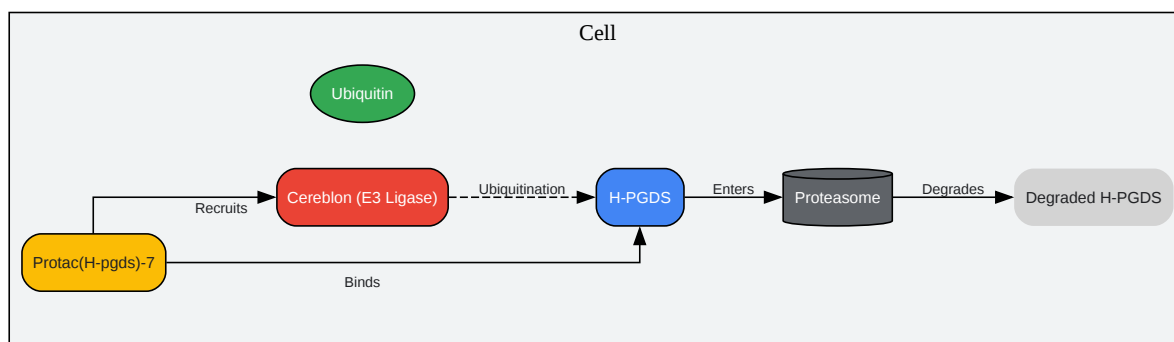 Cell
Ubiquitin
Cereblon (E3 Ligase)
Ubiquitination
H-PGDS
Enters
Proteasome
Degrades
Degraded H-PGDS
Recruits
Protac(H-pgds)-7
Binds